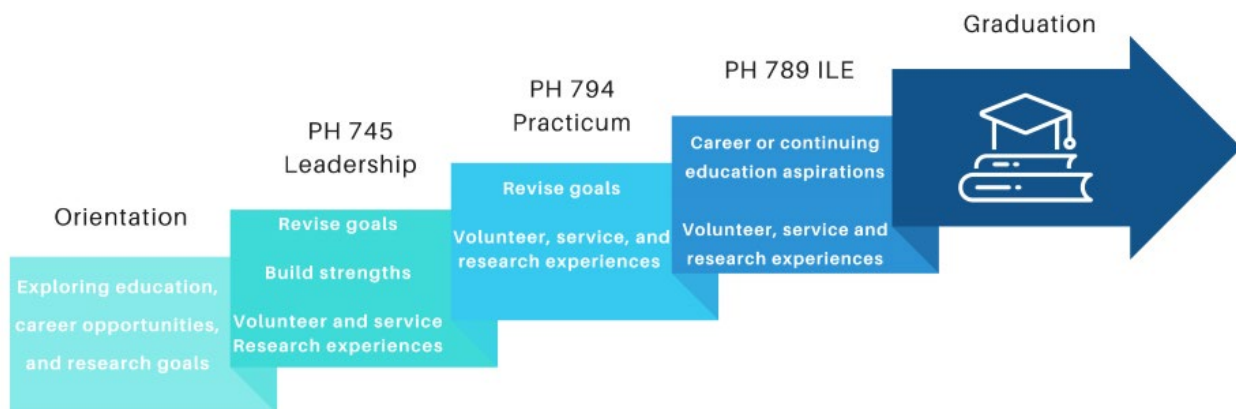 Orientation
Exploring education,
career opportunities,
and research goals
PH 745
Leadership
Revise goals
Build strengths
Volunteer and service
Research experiences
PH 794
Practicum
Revise goals
Volunteer, service, and
research experiences
PH 789 ILE
Career or continuing
education aspirations
Volunteer, service and
research experiences
Graduation